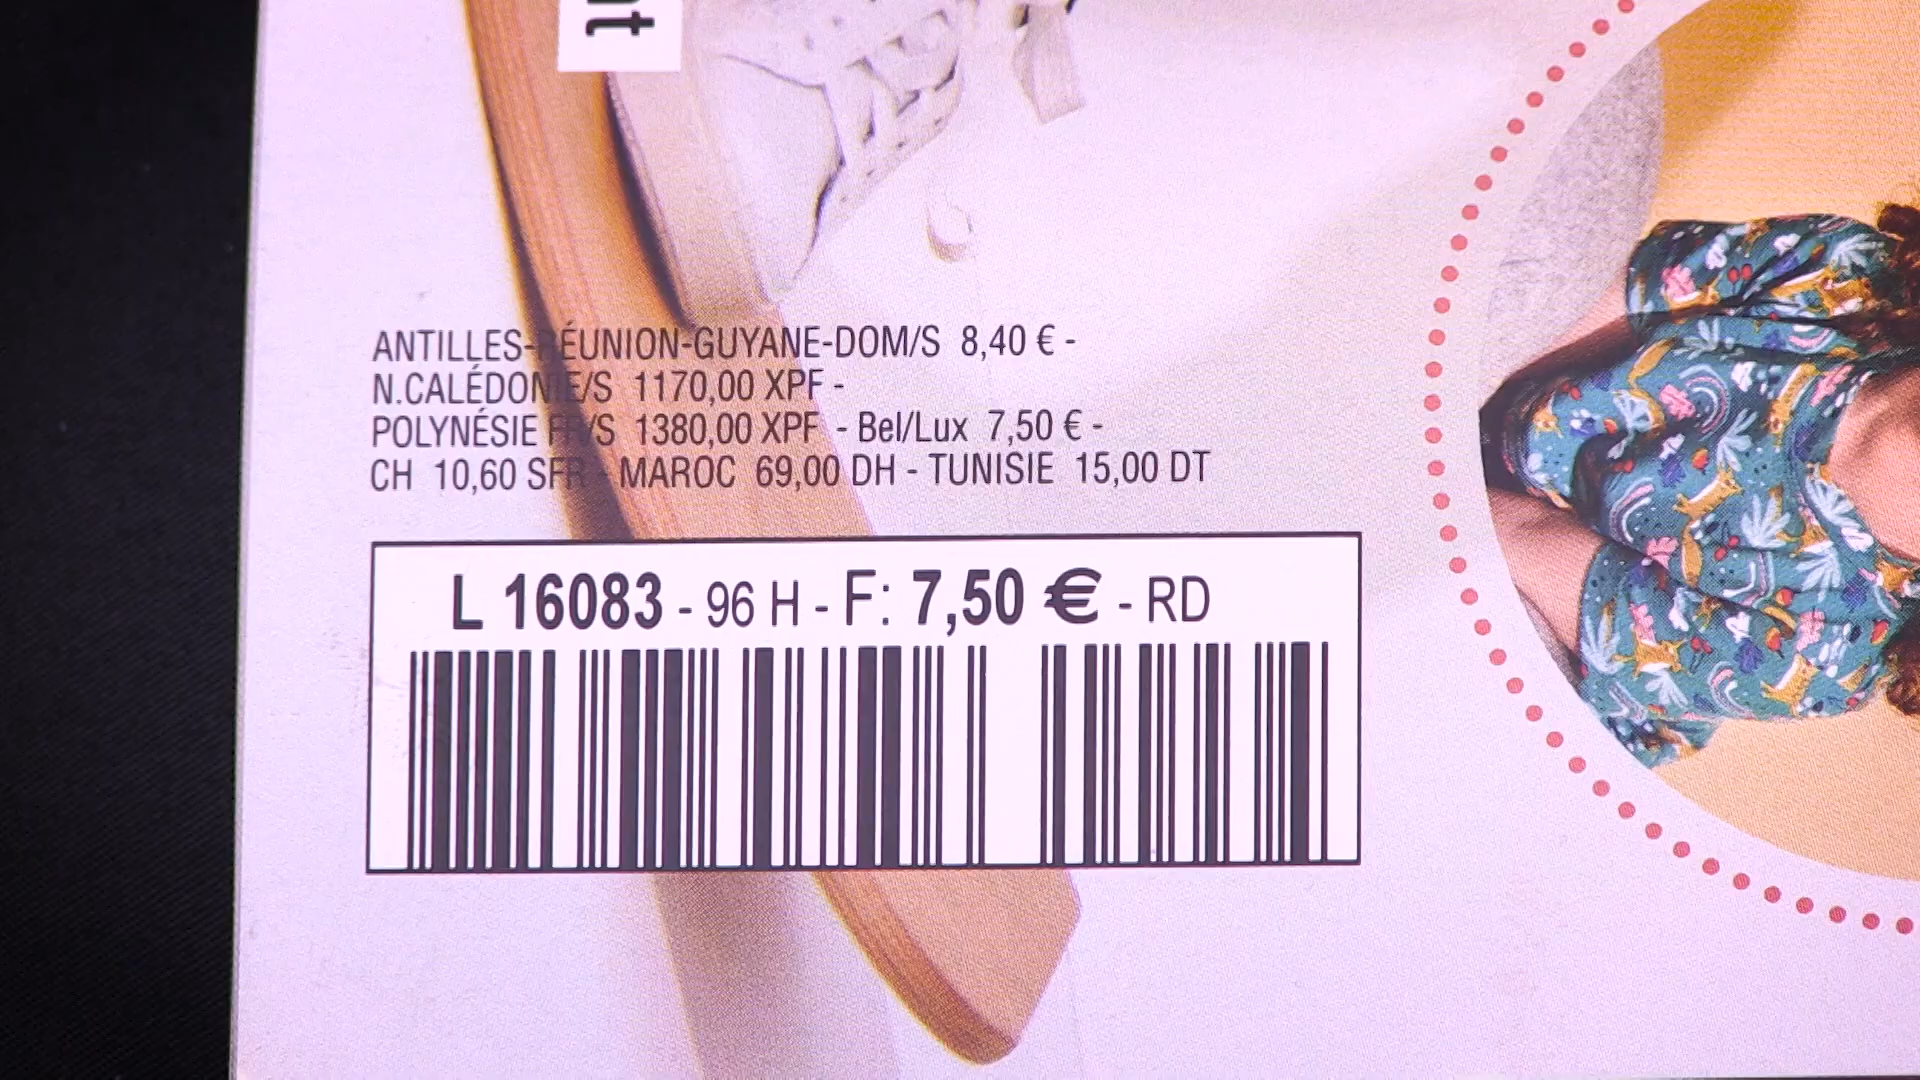 ANTILLES-RÉUNION-GUYANE-DOM/S 8,40 € -
N.CALÉDONIE/S 1170,00 XPF -
POLYNÉSIE FR/S 1380,00 XPF - Bel/Lux 7,50 € -
CH 10,60 SFR - MAROC 69,00 DH - TUNISIE 15,00 DT
L 16083 - 96 H - F: 7,50 € - RD